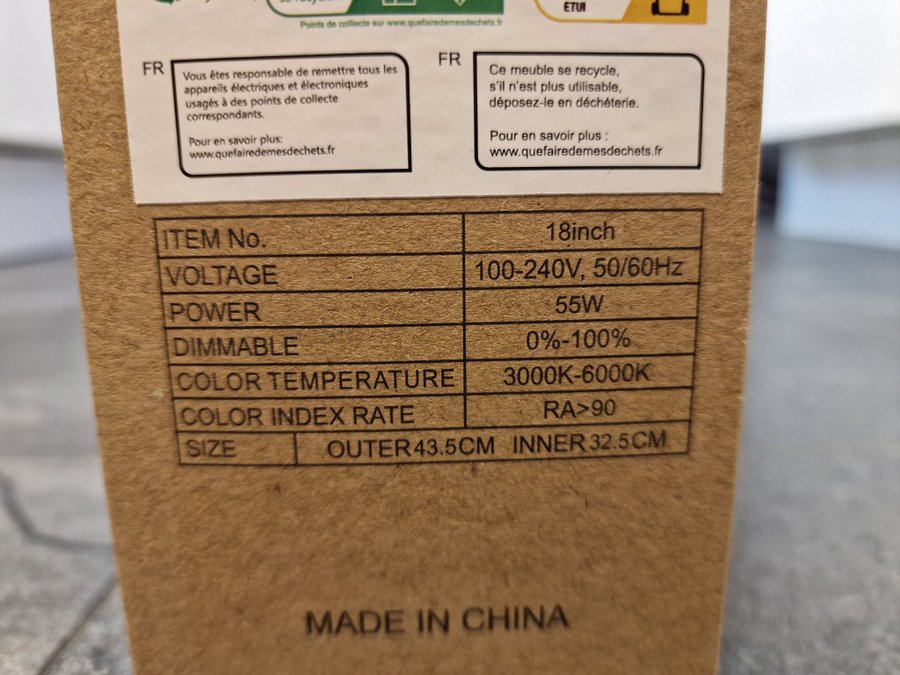 Points de collecte sur www.quefairedemesdechets.fr
ÉTUI
FR
Vous êtes responsable de remettre tous les
appareils électriques et électroniques
usagés à des points de collecte
correspondants.
Pour en savoir plus:
www.quefairedemesdechets.fr
FR
Ce meuble se recycle,
s'il n'est plus utilisable,
déposez-le en déchèterie.
Pour en savoir plus :
www.quefairedemesdechets.fr
ITEM No. 18inch
VOLTAGE 100-240V, 50/60Hz
POWER 55W
DIMMABLE 0%-100%
COLOR TEMPERATURE 3000K-6000K
COLOR INDEX RATE RA>90
SIZE OUTER43.5CM INNER32.5CM
MADE IN CHINA